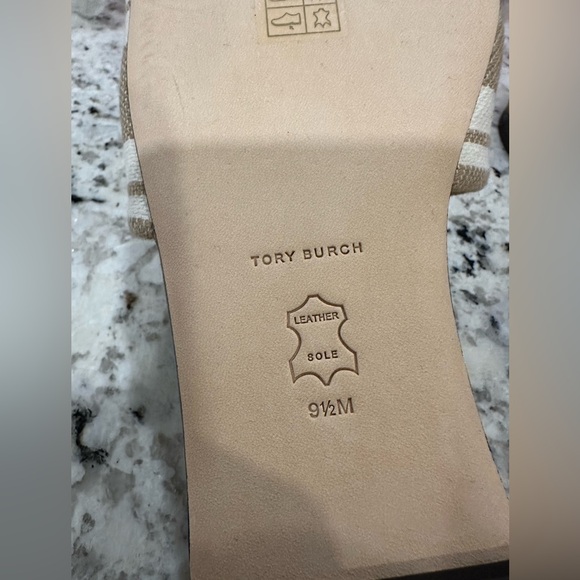 TORY BURCH
LEATHER
SOLE
9½M